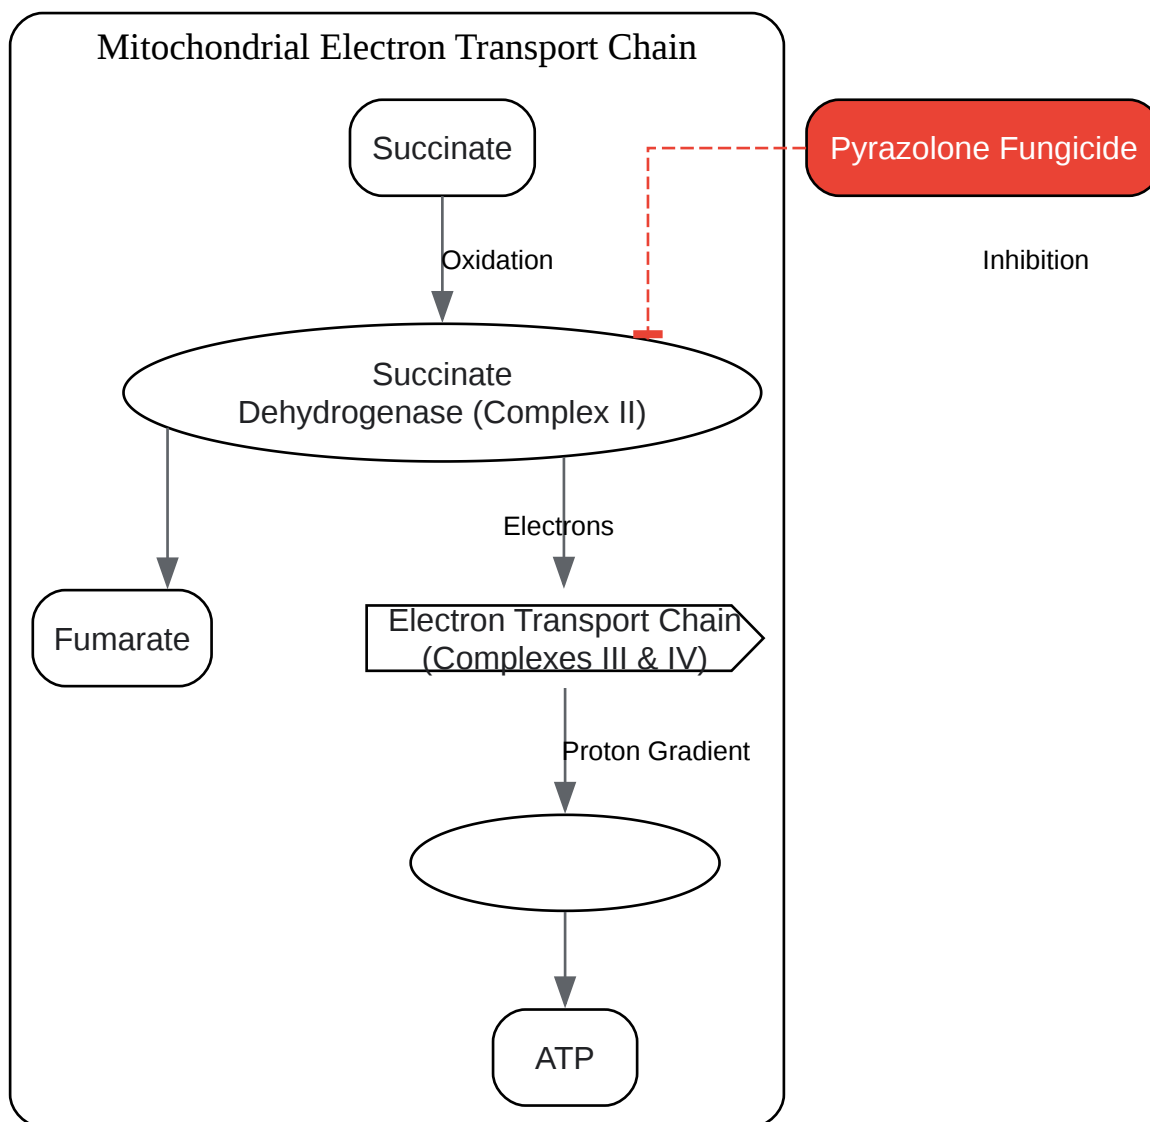 Mitochondrial Electron Transport Chain
Succinate
Pyrazolone Fungicide
Oxidation
Inhibition
Succinate
Dehydrogenase (Complex II)
Electrons
Fumarate
Electron Transport Chain
(Complexes III & IV)
Proton Gradient
ATP